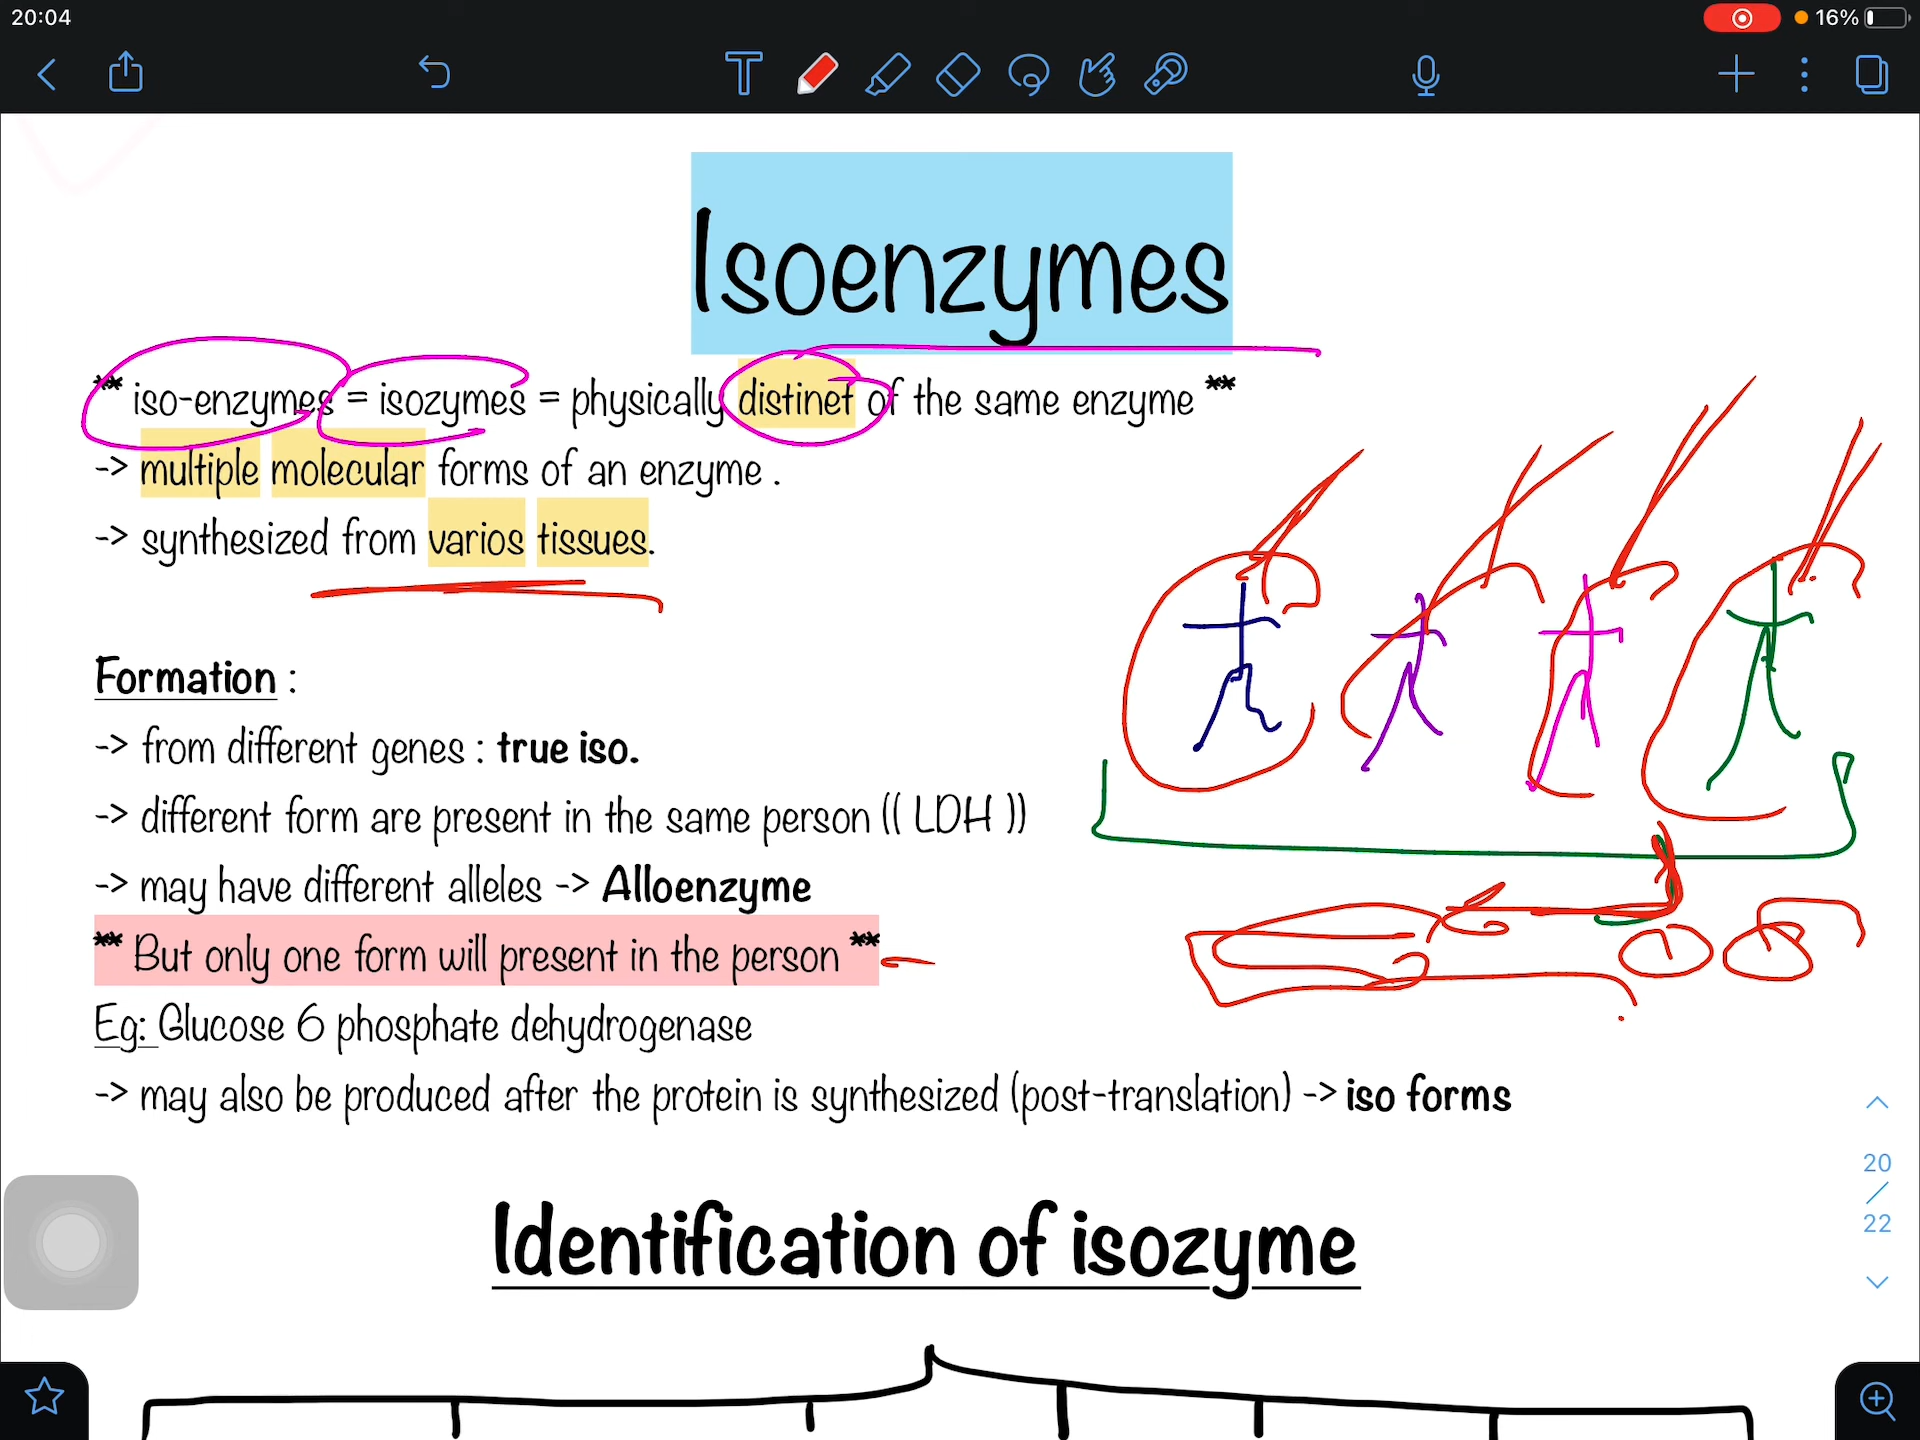 20:04
16%
Isoenzymes
** iso-enzymes = isozymes = physically distinet of the same enzyme **
-> multiple molecular forms of an enzyme .
-> synthesized from varios tissues.
Formation :
-> from different genes : true iso.
-> different form are present in the same person (( LDH ))
-> may have different alleles -> Alloenzyme
** But only one form will present in the person **
Eg: Glucose 6 phosphate dehydrogenase
-> may also be produced after the protein is synthesized (post-translation) -> iso forms
20
/
22
Identification of isozyme